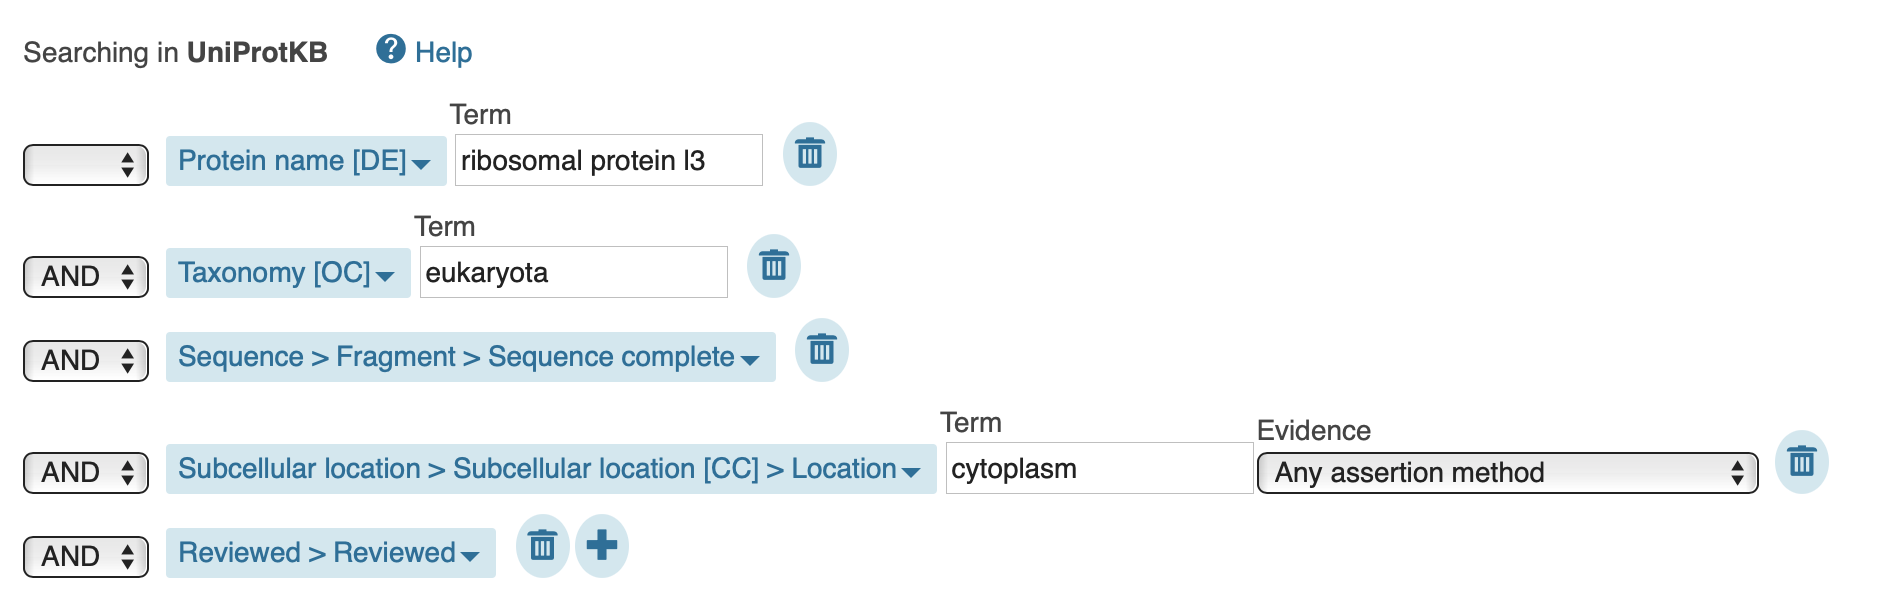 Searching in UniProtKB Help
Term
Protein name [DE] ribosomal protein l3
Term
AND Taxonomy [OC] eukaryota
AND Sequence > Fragment > Sequence complete
Term Evidence
AND Subcellular location > Subcellular location [CC] > Location cytoplasm Any assertion method
AND Reviewed > Reviewed